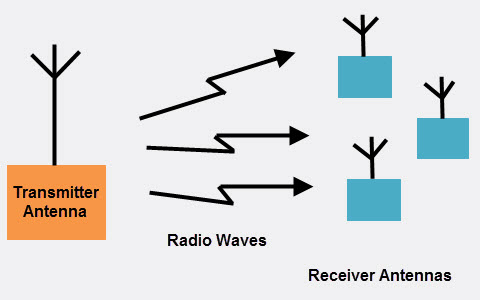 Transmitter
Antenna
Radio Waves
Receiver Antennas